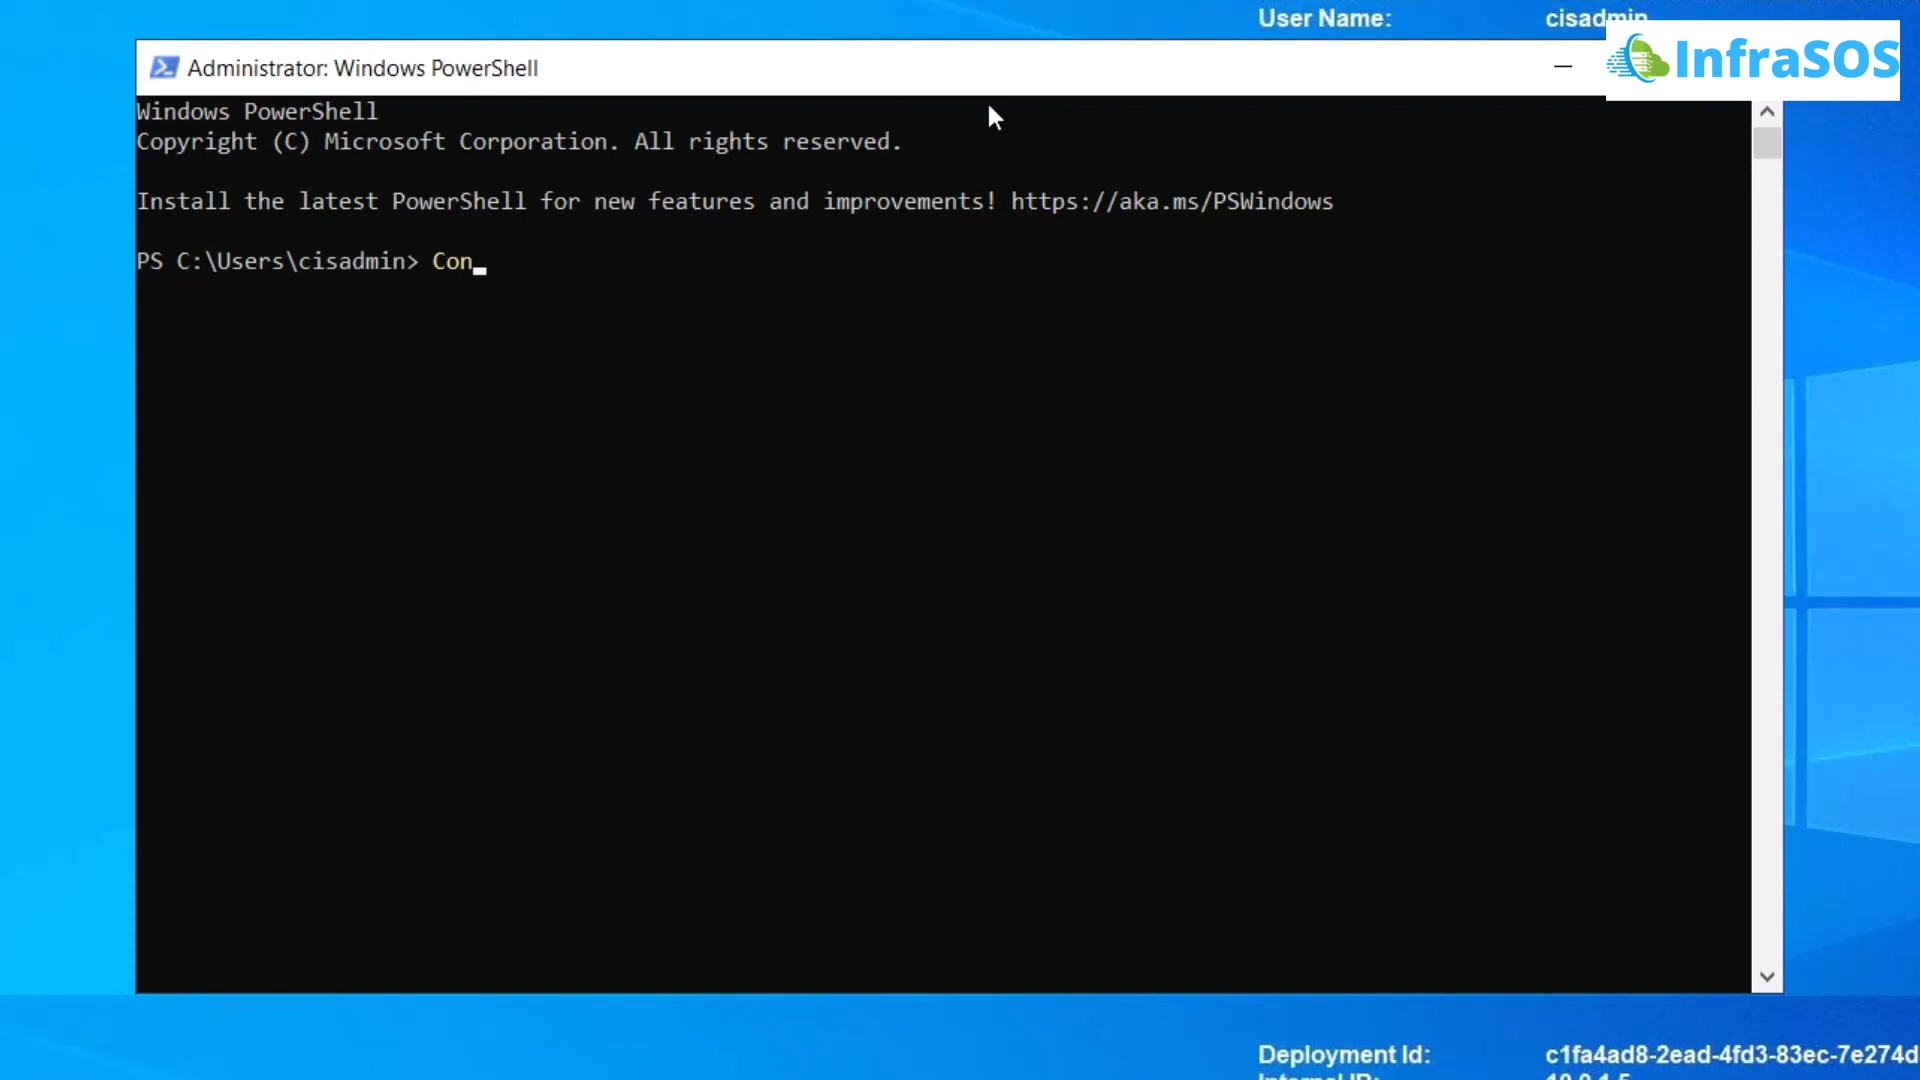 User Name: cisadmin
InfraSOS
Administrator: Windows PowerShell
Windows PowerShell
Copyright (C) Microsoft Corporation. All rights reserved.
Install the latest PowerShell for new features and improvements! https://aka.ms/PSWindows
PS C:\Users\cisadmin> Con
Deployment Id: c1fa4ad8-2ead-4fd3-83ec-7e274d